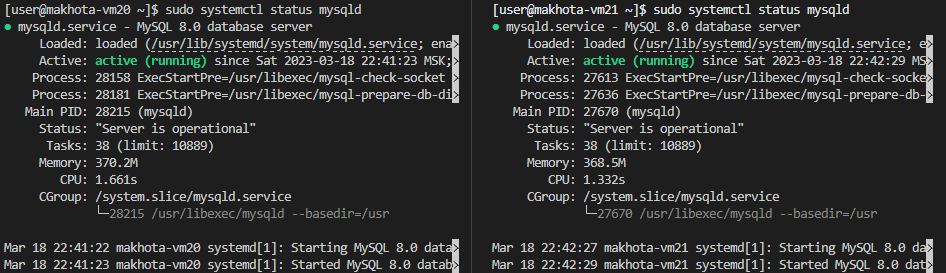 [user@makhota-vm20 ~]$ sudo systemctl status mysqld
● mysqld.service - MySQL 8.0 database server
Loaded: loaded (/usr/lib/systemd/system/mysqld.service; ena>
Active: active (running) since Sat 2023-03-18 22:41:23 MSK;>
Process: 28158 ExecStartPre=/usr/libexec/mysql-check-socket >
Process: 28181 ExecStartPre=/usr/libexec/mysql-prepare-db-di>
Main PID: 28215 (mysqld)
Status: "Server is operational"
Tasks: 38 (limit: 10889)
Memory: 370.2M
CPU: 1.661s
CGroup: /system.slice/mysqld.service
└─28215 /usr/libexec/mysqld --basedir=/usr
Mar 18 22:41:22 makhota-vm20 systemd[1]: Starting MySQL 8.0 data>
Mar 18 22:41:23 makhota-vm20 systemd[1]: Started MySQL 8.0 datab>
[user@makhota-vm21 ~]$ sudo systemctl status mysqld
● mysqld.service - MySQL 8.0 database server
Loaded: loaded (/usr/lib/systemd/system/mysqld.service; e>
Active: active (running) since Sat 2023-03-18 22:42:29 MSK>
Process: 27613 ExecStartPre=/usr/libexec/mysql-check-socke>
Process: 27636 ExecStartPre=/usr/libexec/mysql-prepare-db->
Main PID: 27670 (mysqld)
Status: "Server is operational"
Tasks: 38 (limit: 10889)
Memory: 368.5M
CPU: 1.332s
CGroup: /system.slice/mysqld.service
└─27670 /usr/libexec/mysqld --basedir=/usr
Mar 18 22:42:27 makhota-vm21 systemd[1]: Starting MySQL 8.0 da>
Mar 18 22:42:29 makhota-vm21 systemd[1]: Started MySQL 8.0 dat>